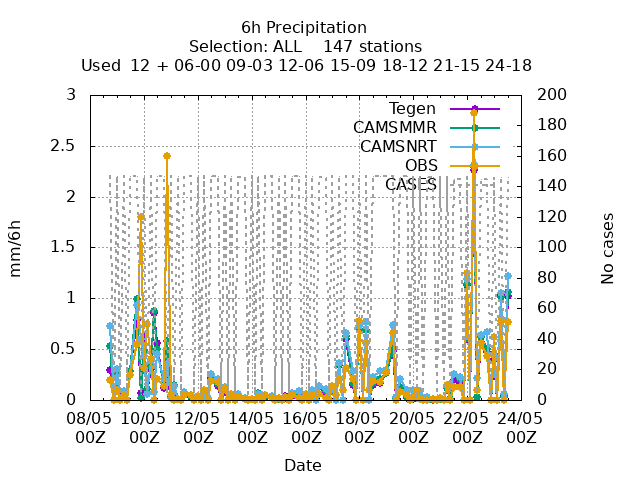 6h Precipitation
Selection: ALL 147 stations
Used 12 + 06-00 09-03 12-06 15-09 18-12 21-15 24-18
3
2.5
2
1.5
1
0.5
0
mm/6h
Tegen
CAMSMMR
CAMSNRT
OBS
CASES
200
180
160
140
120
100
80
60
40
20
0
No cases
08/05 10/05 12/05 14/05 16/05 18/05 20/05 22/05 24/05
00Z 00Z 00Z 00Z 00Z 00Z 00Z 00Z 00Z
Date